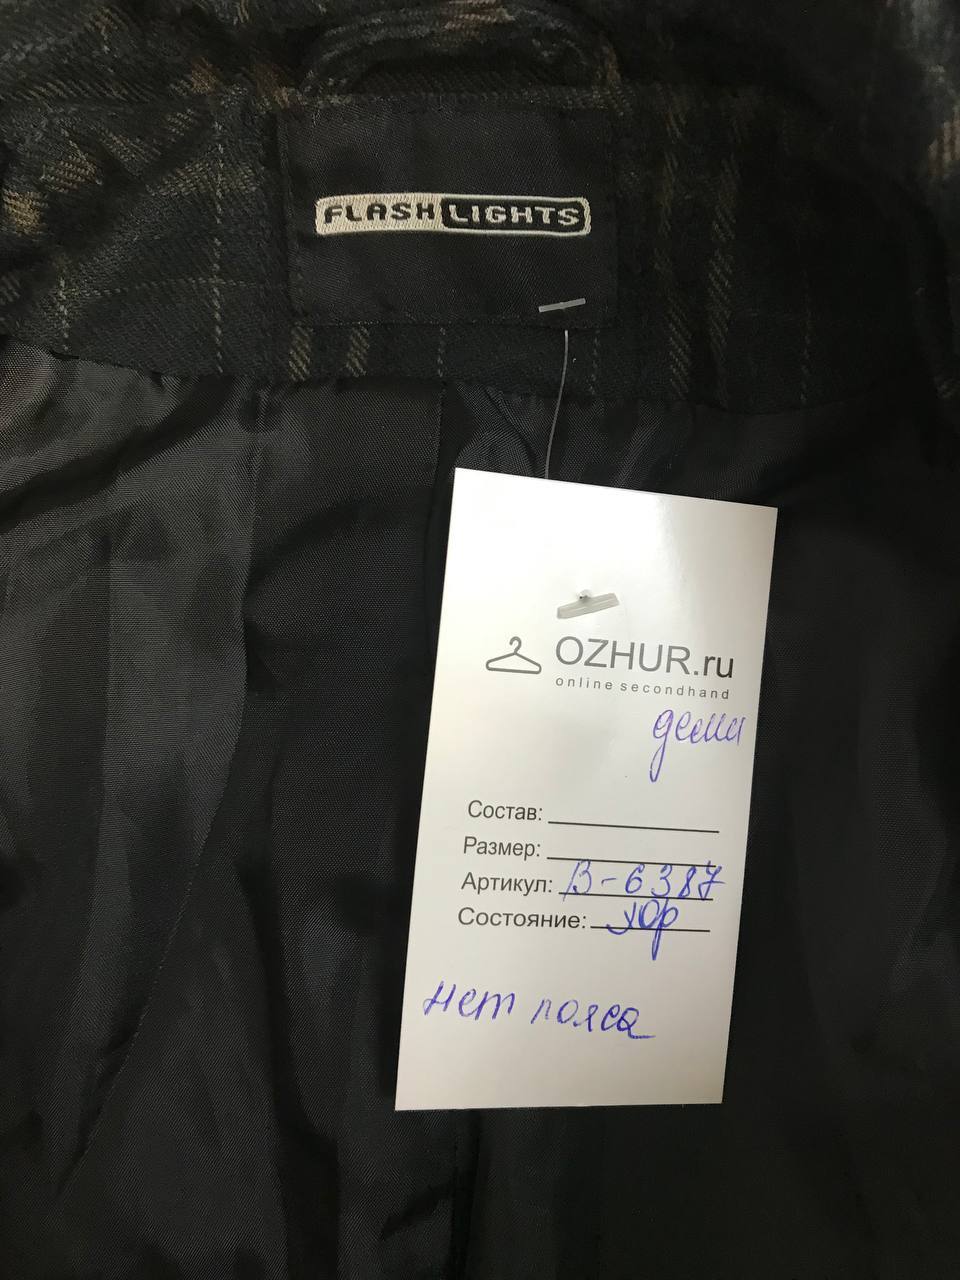 FLASH LIGHTS
OZHUR.ru
online secondhand
деми
Состав:
Размер:
Артикул: В-6387
Состояние: хор
нет пояса